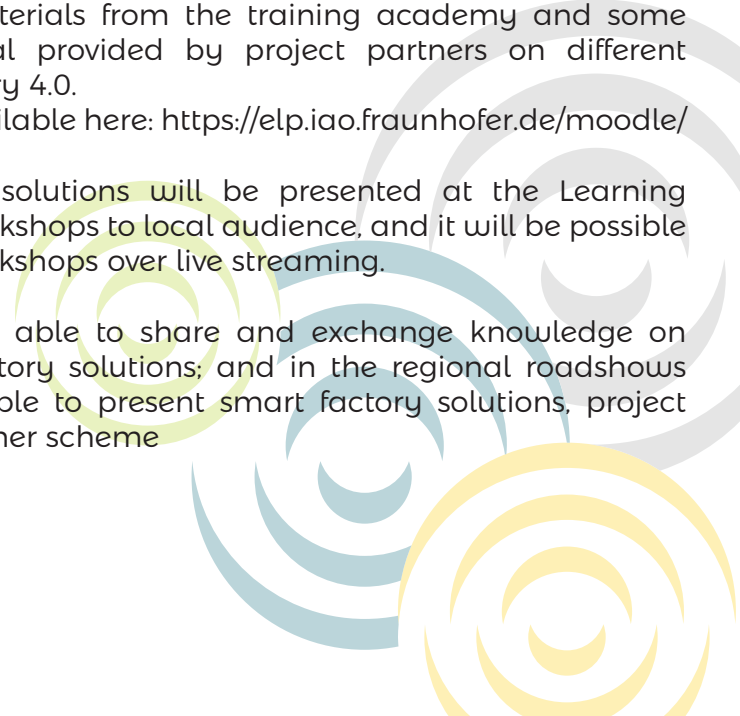 terials from the training academy and some
al provided by project partners on different
ry 4.0.
ilable here: https://elp.iao.fraunhofer.de/moodle/
solutions will be presented at the Learning
kshops to local audience, and it will be possible
kshops over live streaming.
able to share and exchange knowledge on
tory solutions; and in the regional roadshows
ble to present smart factory solutions, project
ner scheme